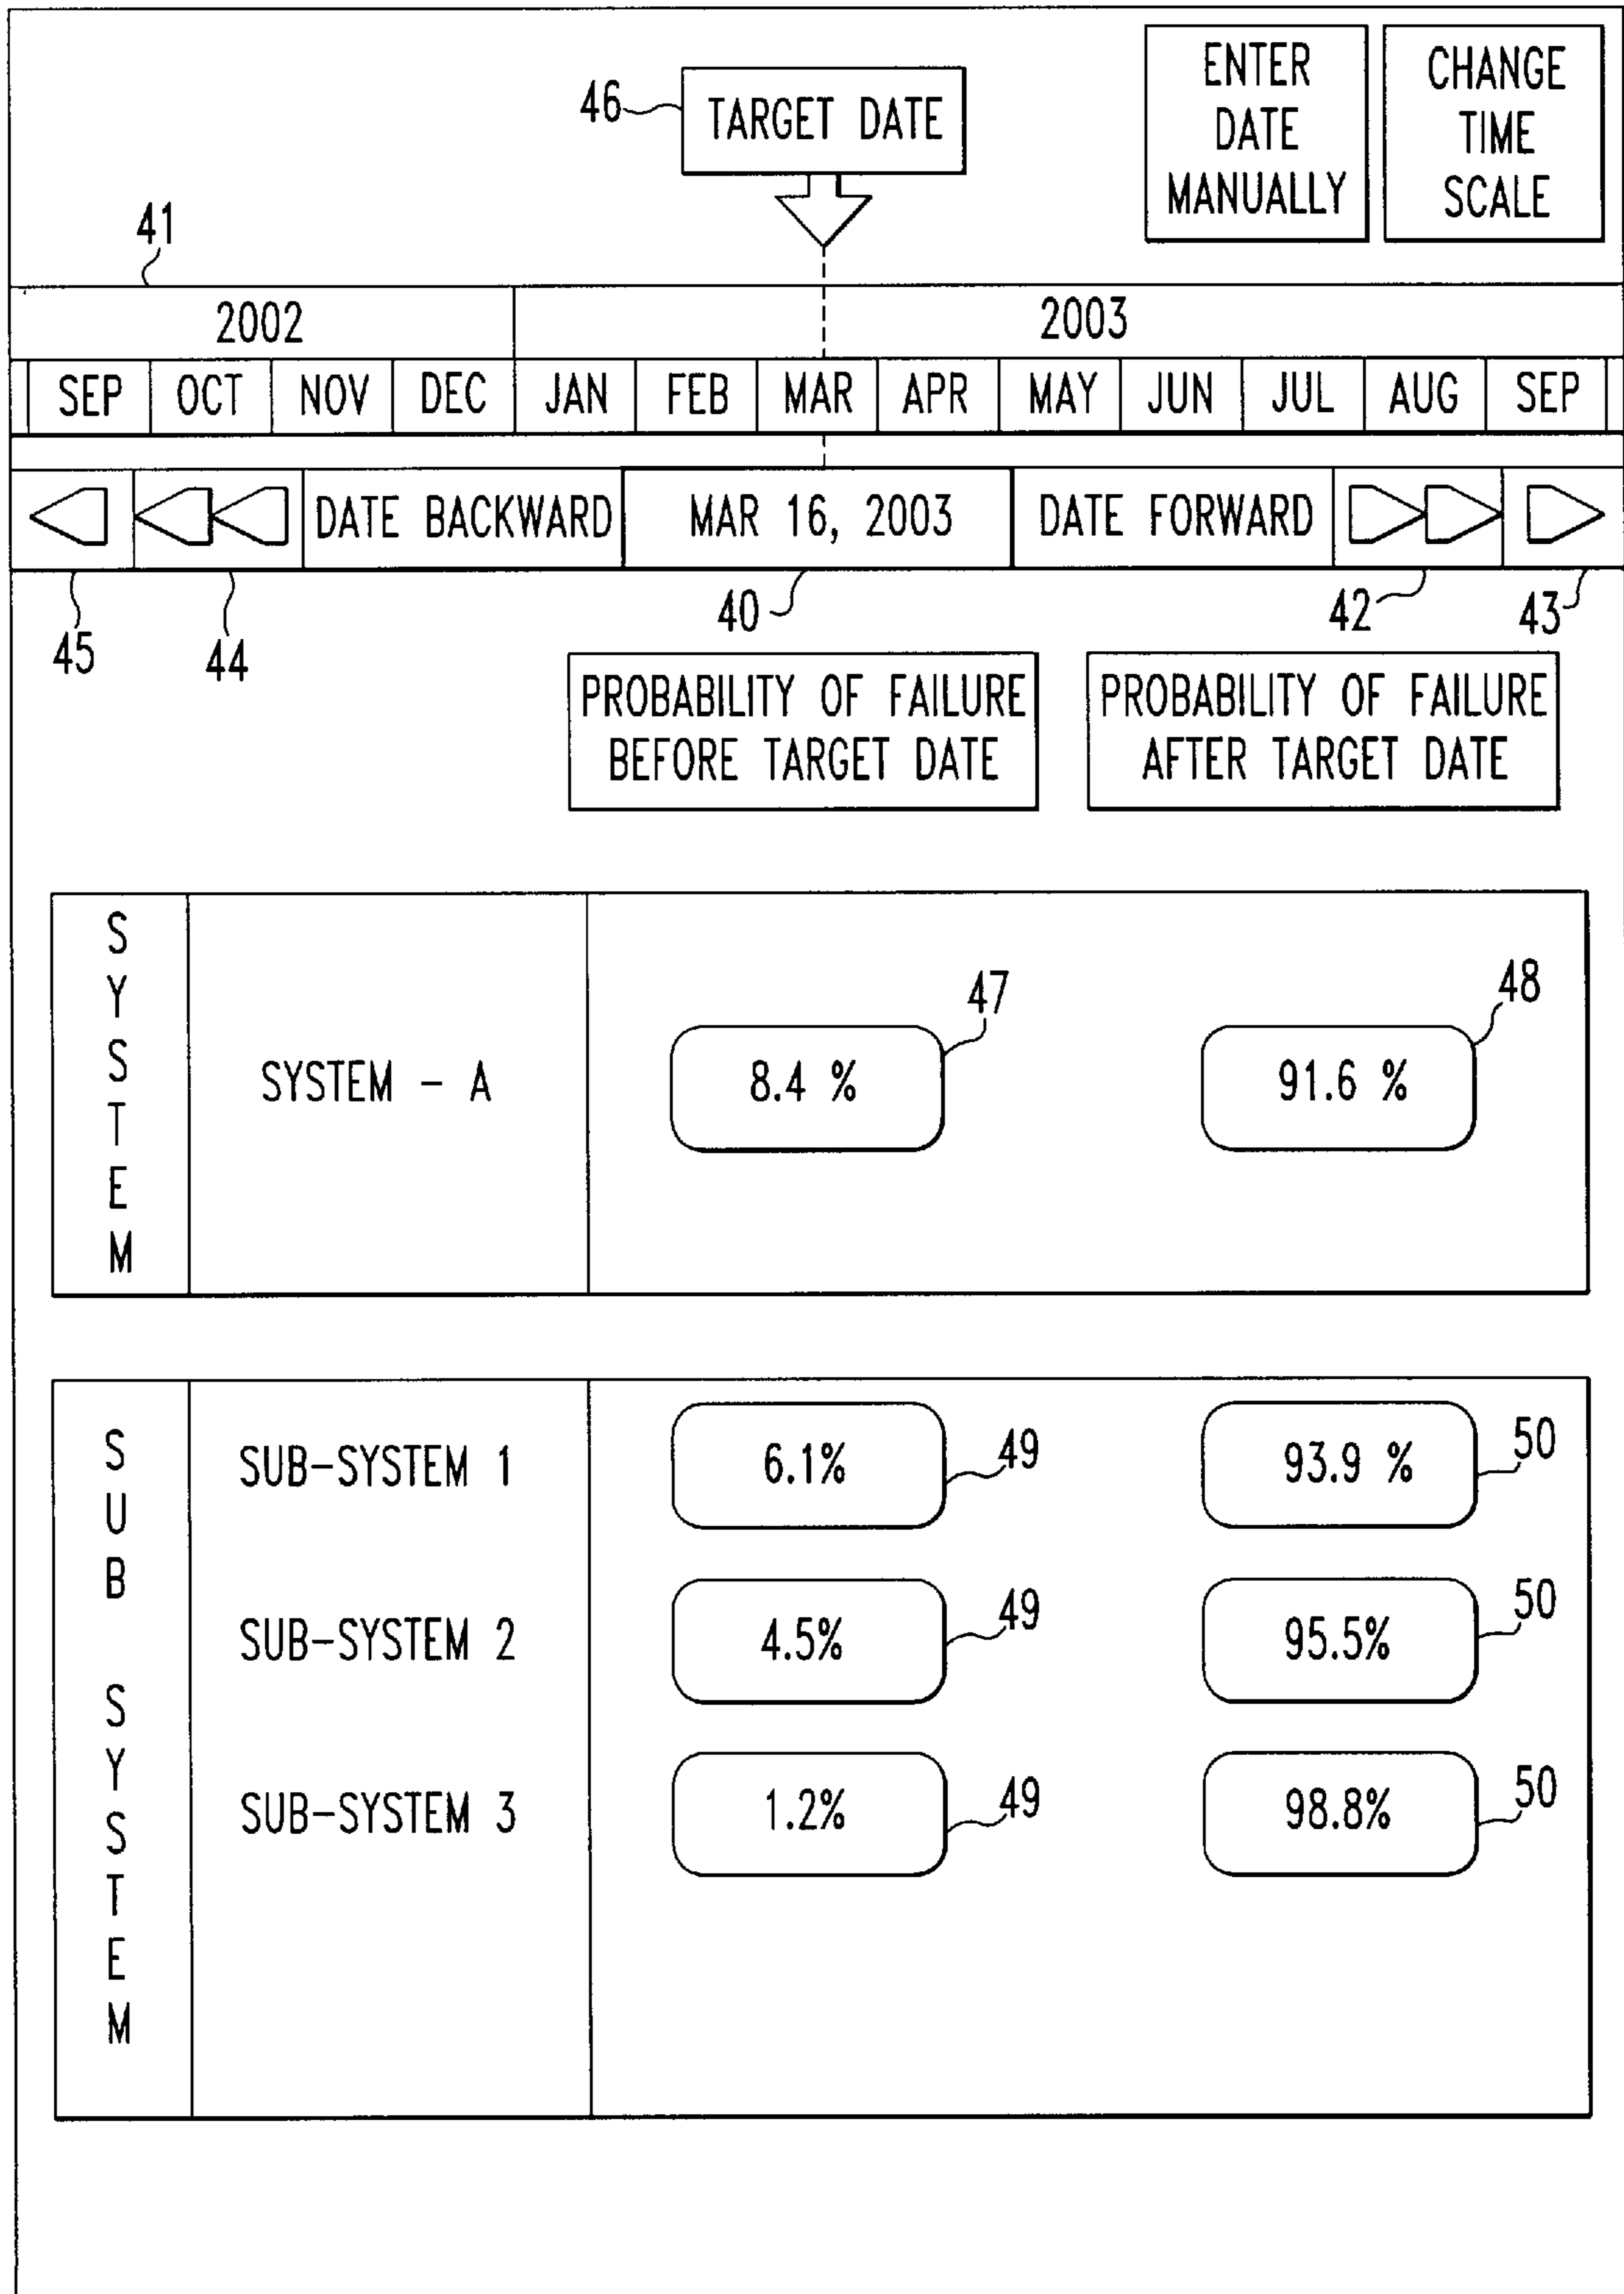 46
TARGET DATE
ENTER
DATE
MANUALLY
CHANGE
TIME
SCALE
41
2002
2003
SEP OCT NOV DEC JAN FEB MAR APR MAY JUN JUL AUG SEP
DATE BACKWARD MAR 16, 2003 DATE FORWARD
45
44
40
42
43
PROBABILITY OF FAILURE
BEFORE TARGET DATE
PROBABILITY OF FAILURE
AFTER TARGET DATE
SYSTEM
SYSTEM - A
8.4 %
47
91.6 %
48
SUB SYSTEM
SUB-SYSTEM 1
6.1%
49
93.9 %
50
SUB-SYSTEM 2
4.5%
49
95.5%
50
SUB-SYSTEM 3
1.2%
49
98.8%
50